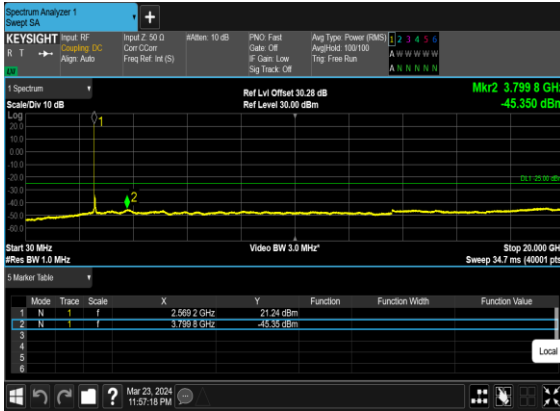 Spectrum Analyzer 1
Swept SA
+
KEYSIGHT
R T
Input: RF
Coupling: DC
Align: Auto
Input Z: 50 Ω
Corr CCorr
Freq Ref: Int (S)
#Atten: 10 dB
PNO: Fast
Gate: Off
IF Gain: Low
Sig Track: Off
Avg Type: Power (RMS)
Avg|Hold: 100/100
Trig: Free Run
1 2 3 4 5 6
A W W W W W
A N N N N N
1 Spectrum
Scale/Div 10 dB
Ref Lvl Offset 30.28 dB
Ref Level 30.00 dBm
Mkr2 3.799 8 GHz
-45.350 dBm
Log
20.0
10.0
0.00
-10.0
-20.0
-30.0
-40.0
-50.0
-60.0
1
2
DL1 25.00 dBm
Start 30 MHz
#Res BW 1.0 MHz
Video BW 3.0 MHz*
Stop 20.000 GH
Sweep 34.7 ms (40001 pts
5 Marker Table
Mode Trace Scale X Y Function Function Width Function Value
1 N 1 f 2.569 2 GHz 21.24 dBm
2 N 1 f 3.799 8 GHz -45.35 dBm
3
4
5
6
Local
?
Mar 23, 2024
11:57:18 PM